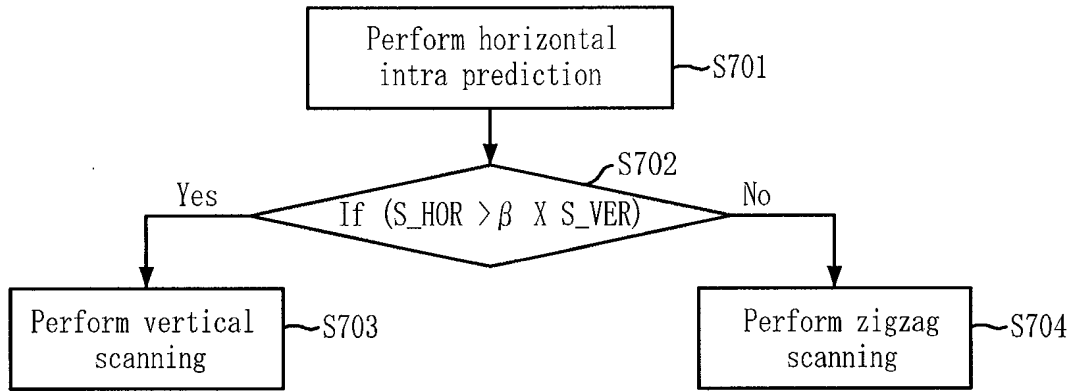 Perform horizontal
intra prediction
S701
S702
Yes
If (S_HOR >β X S_VER)
No
Perform vertical
scanning
S703
Perform zigzag
scanning
S704